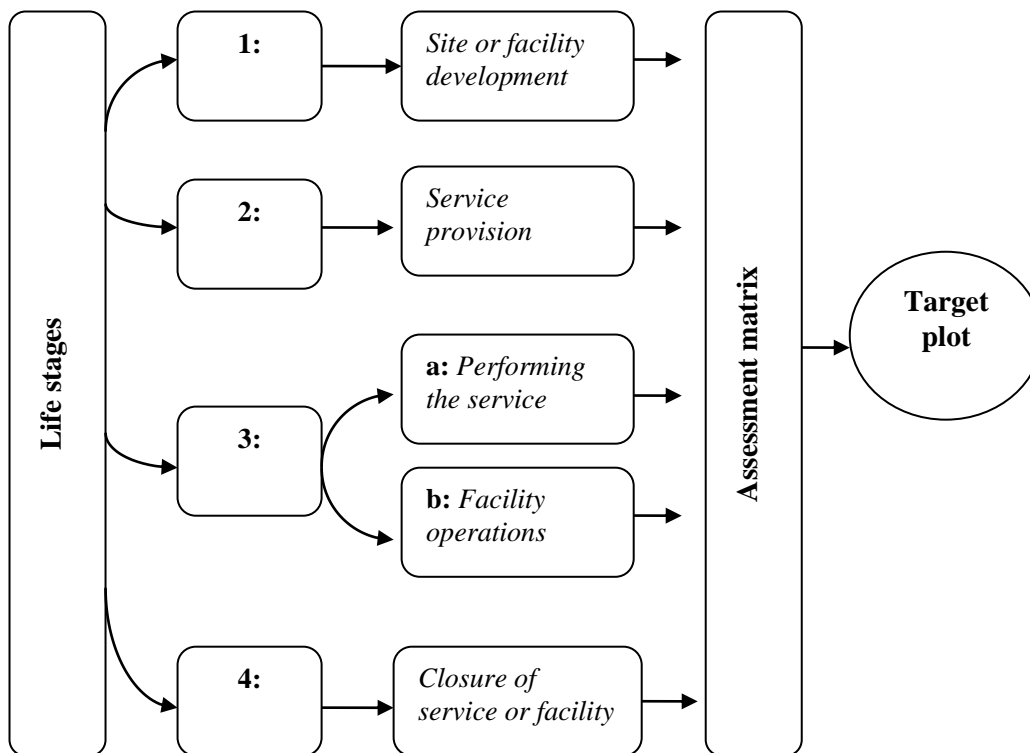 Life stages
1:
Site or facility
development
2:
Service
provision
3:
a: Performing
the service
b: Facility
operations
4:
Closure of
service or facility
Assessment matrix
Target
plot